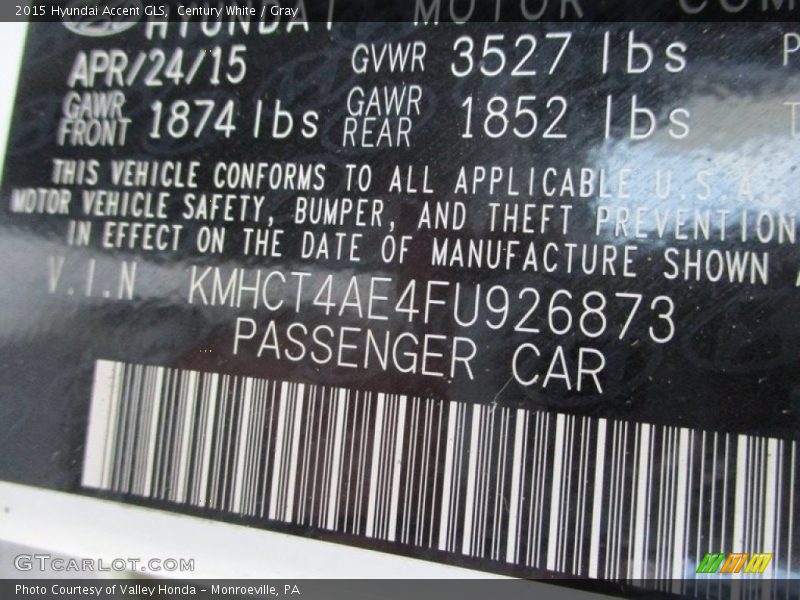 2015 Hyundai Accent GLS, Century White / Gray
HYUNDAI MOTOR
APR/24/15 GVWR 3527 lbs
GAWR FRONT 1874 lbs GAWR REAR 1852 lbs
THIS VEHICLE CONFORMS TO ALL APPLICABLE U.S.A.
MOTOR VEHICLE SAFETY, BUMPER, AND THEFT PREVENTION
IN EFFECT ON THE DATE OF MANUFACTURE SHOWN
V.I.N KMHCT4AE4FU926873
PASSENGER CAR
GTCARLOT.COM
Photo Courtesy of Valley Honda - Monroeville, PA